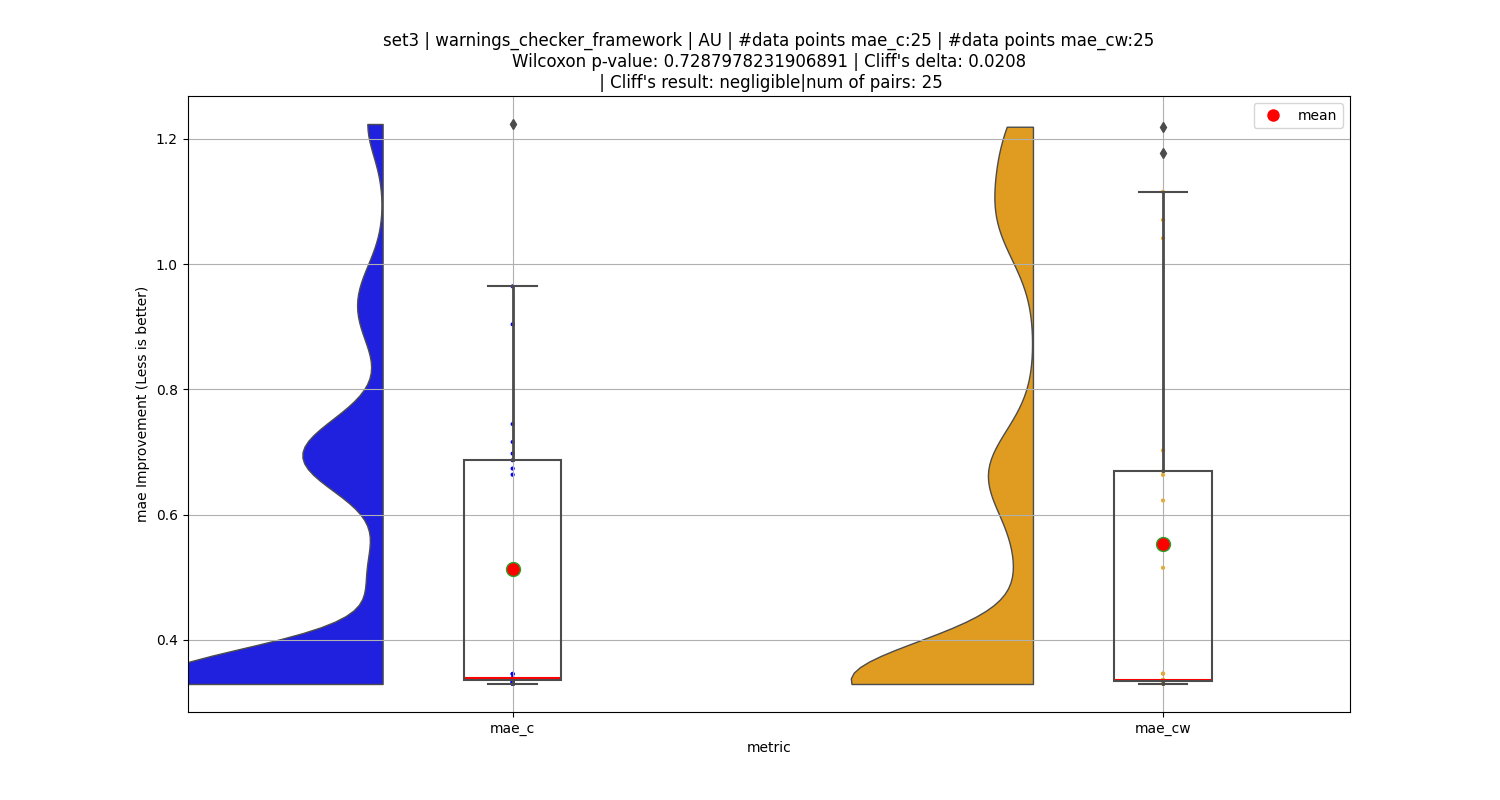 set3 | warnings_checker_framework | AU | #data points mae_c:25 | #data points mae_cw:25
Wilcoxon p-value: 0.7287978231906891 | Cliff's delta: 0.0208
| Cliff's result: negligible|num of pairs: 25
mean
1.2
1.0
0.8
0.6
0.4
mae Improvement (Less is better)
mae_c
mae_cw
metric